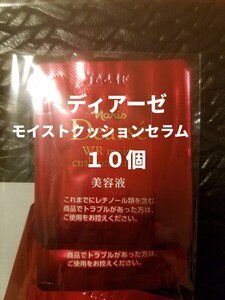 ディアーゼ
モイストクッションセラム
１０個
Naris
WR moist
美容液
これまでにレチノール類を含む
商品でトラブルがあった方は、
ご使用をお控えください。
商品でトラブルがあった方は、
ご使用をお控えください。